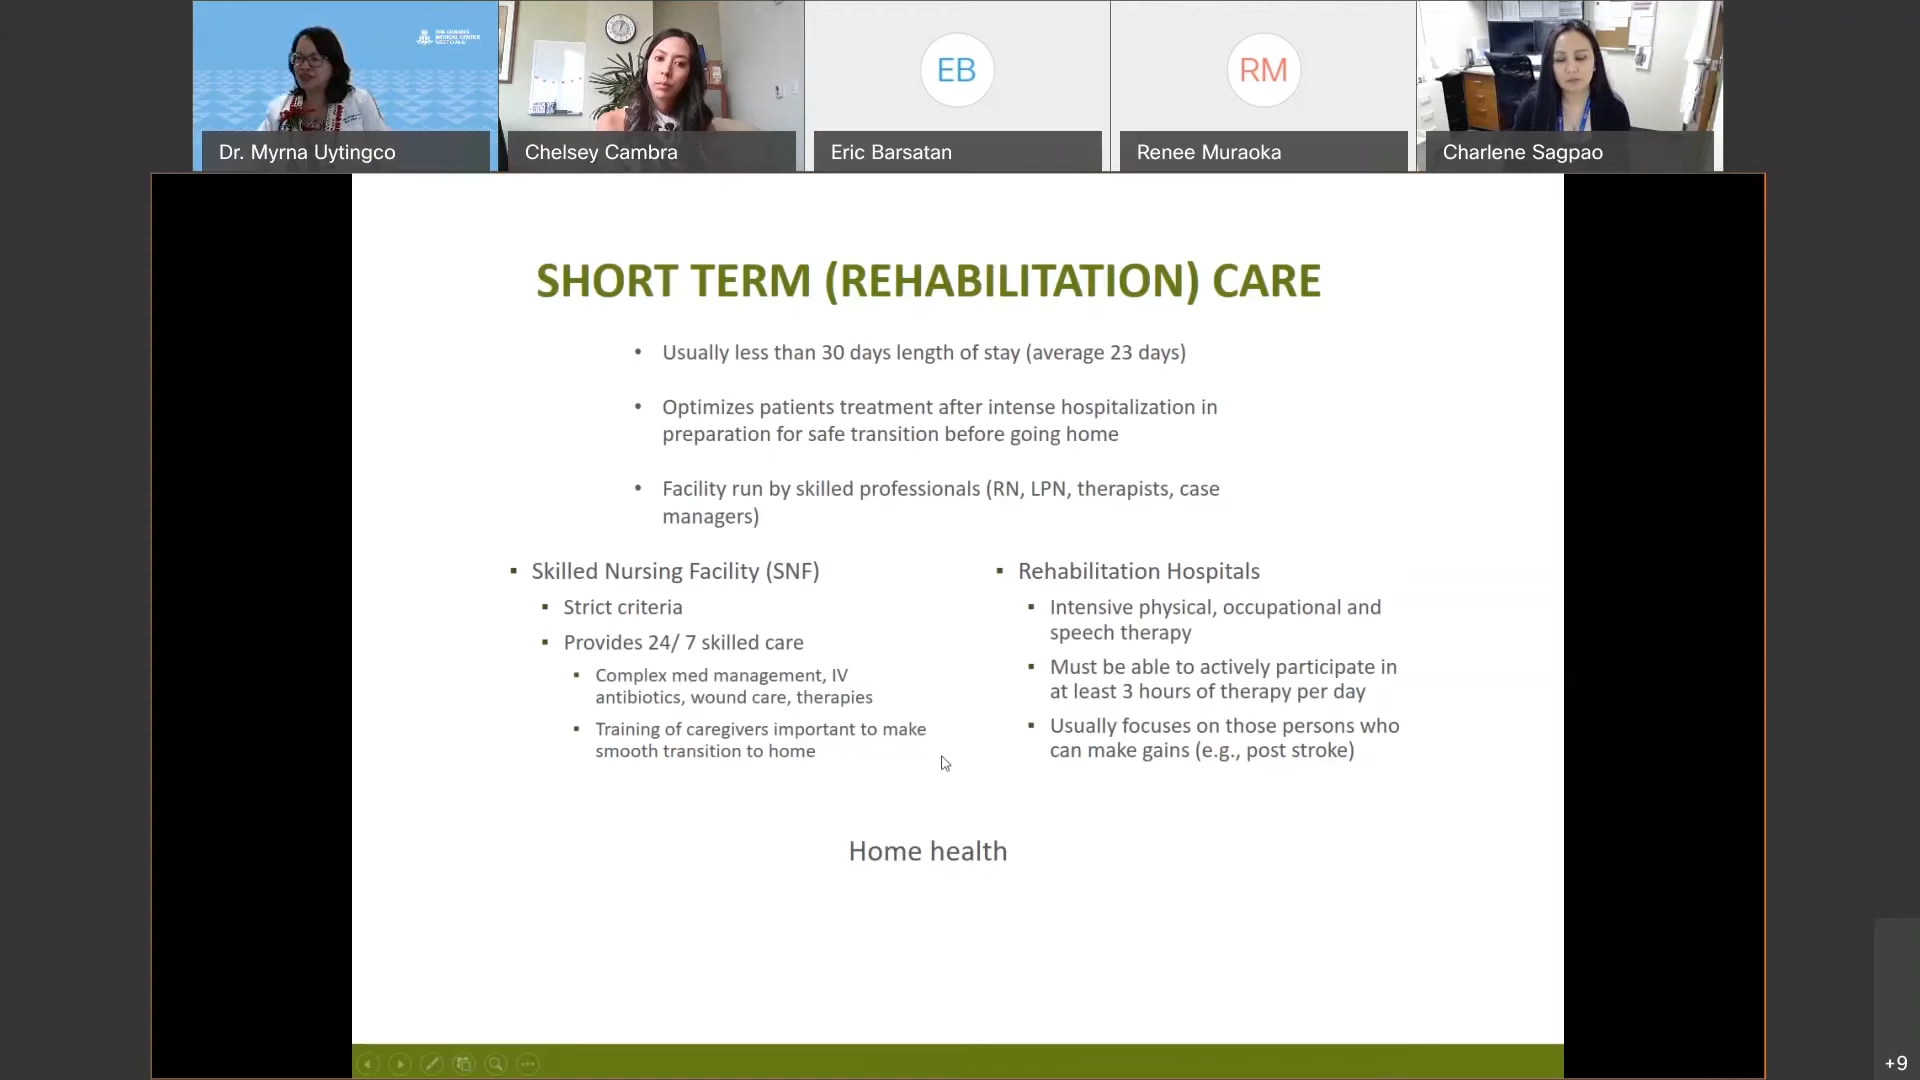 THE QUEEN'S
MEDICAL CENTER
WEST OAHU
Dr. Myrna Uytingco
Chelsey Cambra
EB
Eric Barsatan
RM
Renee Muraoka
Charlene Sagpao
SHORT TERM (REHABILITATION) CARE
• Usually less than 30 days length of stay (average 23 days)
• Optimizes patients treatment after intense hospitalization in
preparation for safe transition before going home
• Facility run by skilled professionals (RN, LPN, therapists, case
managers)
▪ Skilled Nursing Facility (SNF)
▪ Strict criteria
▪ Provides 24/ 7 skilled care
▪ Complex med management, IV
antibiotics, wound care, therapies
▪ Training of caregivers important to make
smooth transition to home
▪ Rehabilitation Hospitals
▪ Intensive physical, occupational and
speech therapy
▪ Must be able to actively participate in
at least 3 hours of therapy per day
▪ Usually focuses on those persons who
can make gains (e.g., post stroke)
Home health
+9